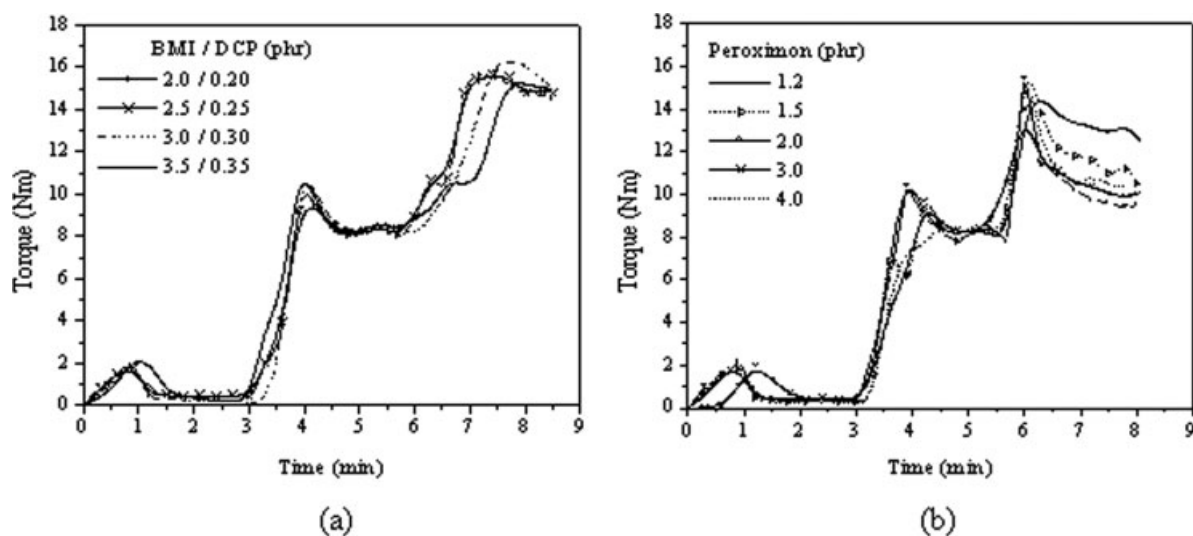 BMI / DCP (phr)
2.0 / 0.20
2.5 / 0.25
3.0 / 0.30
3.5 / 0.35
Torque (Nm)
18
16
14
12
10
8
6
4
2
0
0 1 2 3 4 5 6 7 8 9
Time (min)
(a)
Peroximon (phr)
1.2
1.5
2.0
3.0
4.0
Torque (Nm)
18
16
14
12
10
8
6
4
2
0
0 1 2 3 4 5 6 7 8 9
Time (min)
(b)